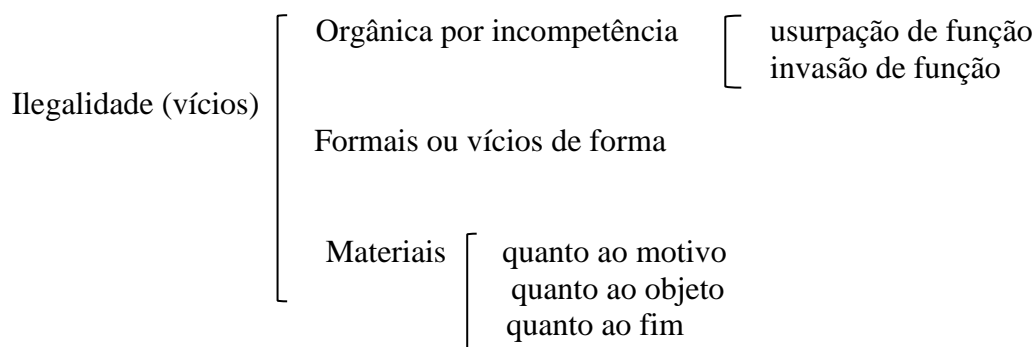 Orgânica por incompetência usurpação de função
invasão de função
Ilegalidade (vícios)
Formais ou vícios de forma
Materiais quanto ao motivo
quanto ao objeto
quanto ao fim